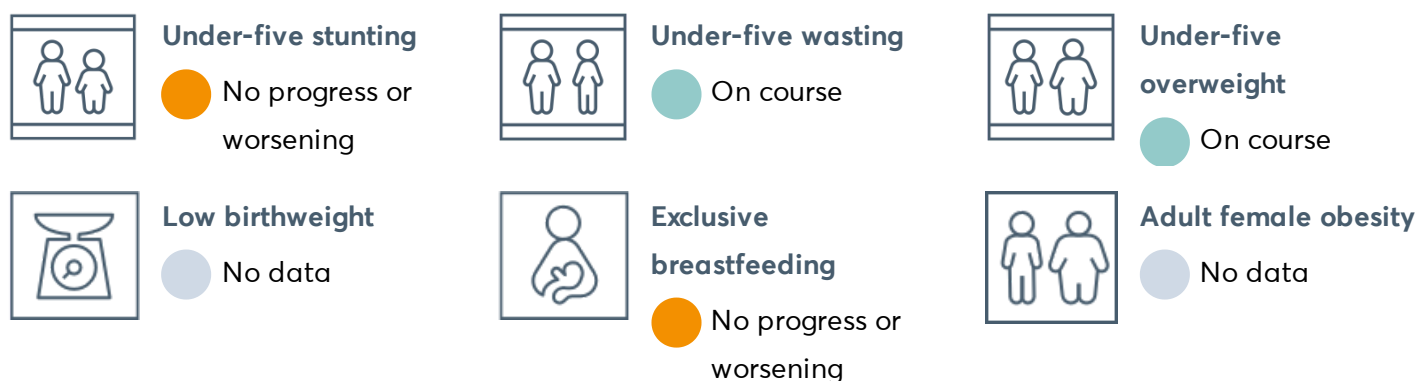 Under-five stunting
No progress or
worsening
Under-five wasting
On course
Under-five
overweight
On course
Low birthweight
No data
Exclusive
breastfeeding
No progress or
worsening
Adult female obesity
No data